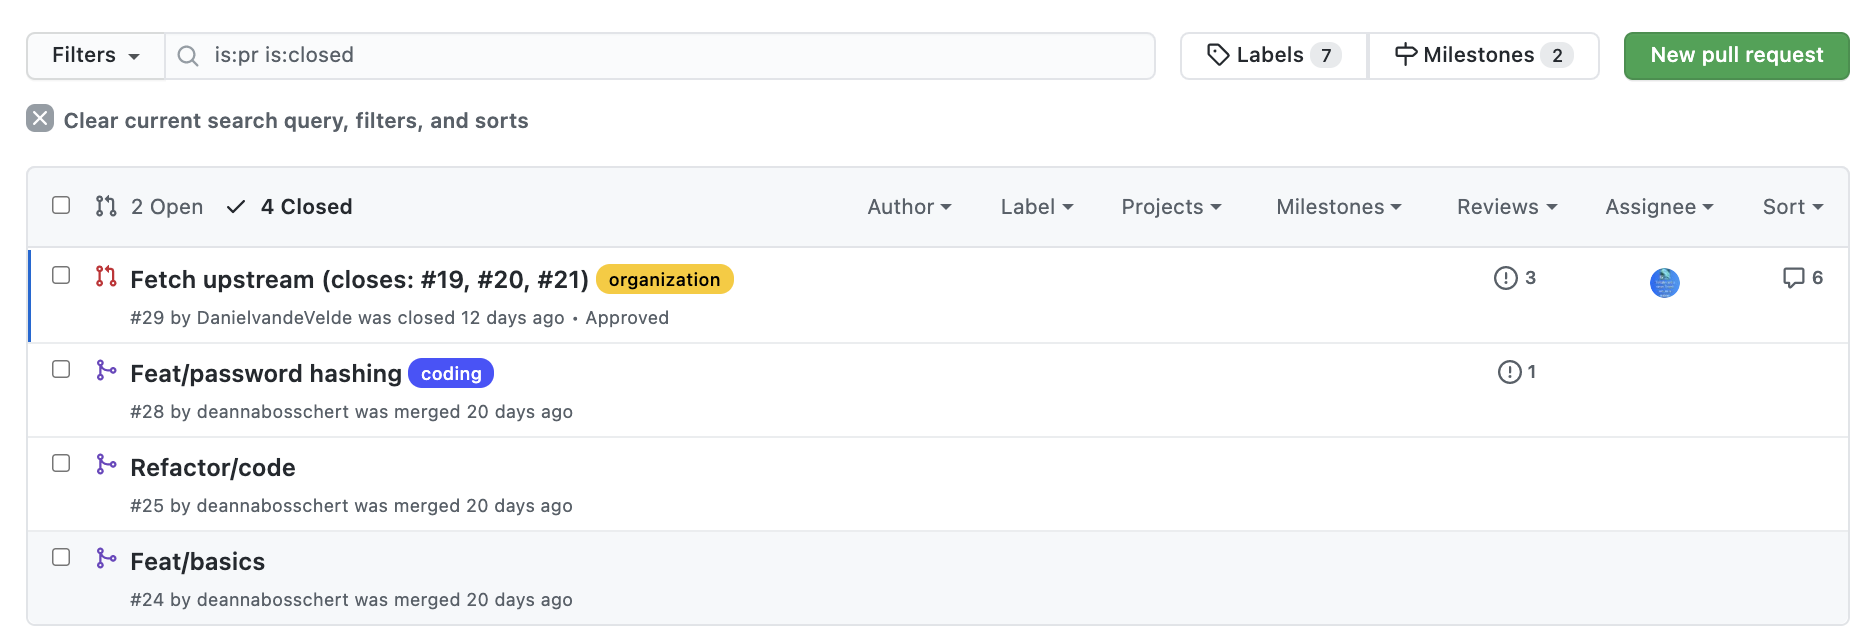 Filters
is:pr is:closed
Labels 7
Milestones 2
New pull request
Clear current search query, filters, and sorts
2 Open
4 Closed
Author
Label
Projects
Milestones
Reviews
Assignee
Sort
Fetch upstream (closes: #19, #20, #21) organization
3
6
#29 by DanielvandeVelde was closed 12 days ago • Approved
Feat/password hashing coding
1
#28 by deannabosschert was merged 20 days ago
Refactor/code
#25 by deannabosschert was merged 20 days ago
Feat/basics
#24 by deannabosschert was merged 20 days ago